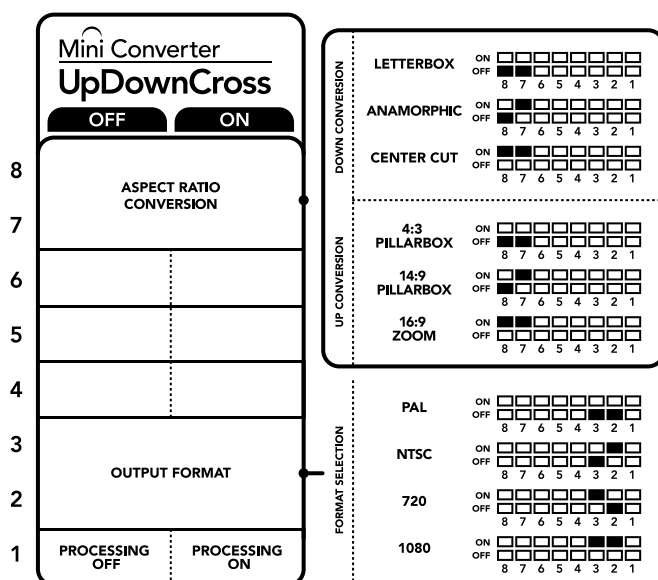 Mini Converter
UpDownCross
OFF ON
8
ASPECT RATIO
CONVERSION
7
6
5
4
3
OUTPUT FORMAT
2
1
PROCESSING
OFF
PROCESSING
ON
DOWN CONVERSION
LETTERBOX
ON
OFF
8 7 6 5 4 3 2 1
ANAMORPHIC
ON
OFF
8 7 6 5 4 3 2 1
CENTER CUT
ON
OFF
8 7 6 5 4 3 2 1
UP CONVERSION
4:3
PILLARBOX
ON
OFF
8 7 6 5 4 3 2 1
14:9
PILLARBOX
ON
OFF
8 7 6 5 4 3 2 1
16:9
ZOOM
ON
OFF
8 7 6 5 4 3 2 1
FORMAT SELECTION
PAL
ON
OFF
8 7 6 5 4 3 2 1
NTSC
ON
OFF
8 7 6 5 4 3 2 1
720
ON
OFF
8 7 6 5 4 3 2 1
1080
ON
OFF
8 7 6 5 4 3 2 1